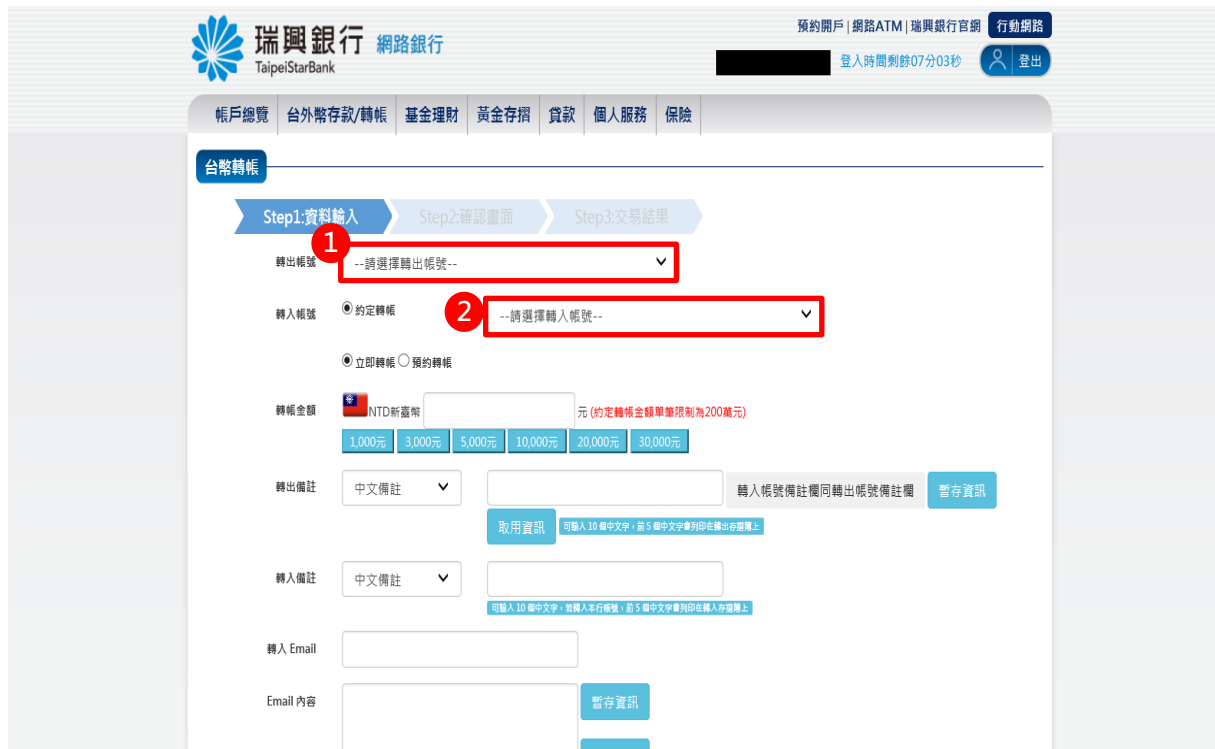 瑞興銀行 網路銀行
TaipeiStarBank
預約開戶|網路ATM|瑞興銀行官網 行動網路
登入時間剩餘07分03秒 登出
帳戶總覽 台外幣存款/轉帳 基金理財 黃金存摺 貸款 個人服務 保險
台幣轉帳
Step1:資料輸入 Step2:確認畫面 Step3:交易結果
1
轉出帳號 --請選擇轉出帳號--
轉入帳號 約定轉帳 2 --請選擇轉入帳號--
立即轉帳 預約轉帳
轉帳金額 NTD新臺幣 元 (約定轉帳金額單筆限制為200萬元)
1,000元 3,000元 5,000元 10,000元 20,000元 30,000元
轉出備註 中文備註 轉入帳號備註欄同轉出帳號備註欄 暫存資訊
取用資訊 可輸入 10 個中文字，前 5 個中文字會列印在轉出存摺簿上
轉入備註 中文備註
可輸入 10 個中文字，若轉入本行帳號，前 5 個中文字會列印在轉入存摺簿上
轉入 Email
Email 內容 暫存資訊